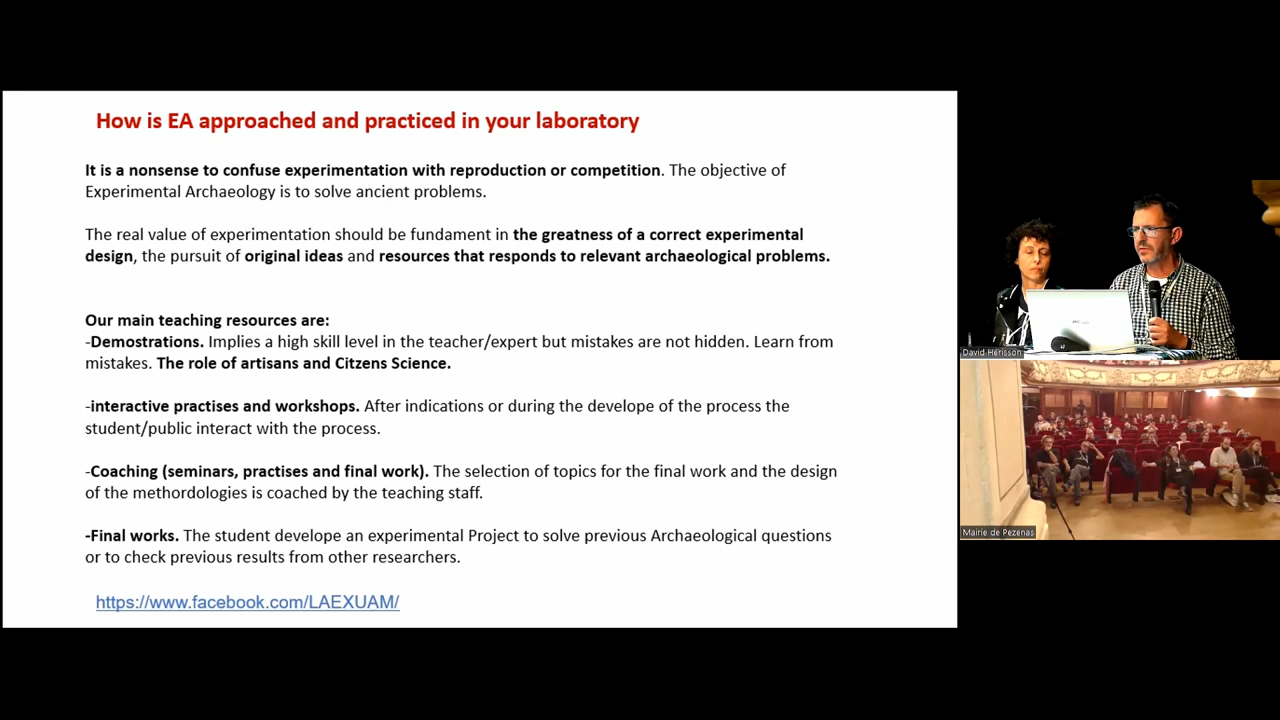 How is EA approached and practiced in your laboratory
It is a nonsense to confuse experimentation with reproduction or competition. The objective of
Experimental Archaeology is to solve ancient problems.
The real value of experimentation should be fundament in the greatness of a correct experimental
design, the pursuit of original ideas and resources that responds to relevant archaeological problems.
Our main teaching resources are:
-Demostrations. Implies a high skill level in the teacher/expert but mistakes are not hidden. Learn from
mistakes. The role of artisans and Citzens Science.
-interactive practises and workshops. After indications or during the develope of the process the
student/public interact with the process.
-Coaching (seminars, practises and final work). The selection of topics for the final work and the design
of the methordologies is coached by the teaching staff.
-Final works. The student develope an experimental Project to solve previous Archaeological questions
or to check previous results from other researchers.
https://www.facebook.com/LAEXUAM/
David Hérisson
Mairie de Pezenas